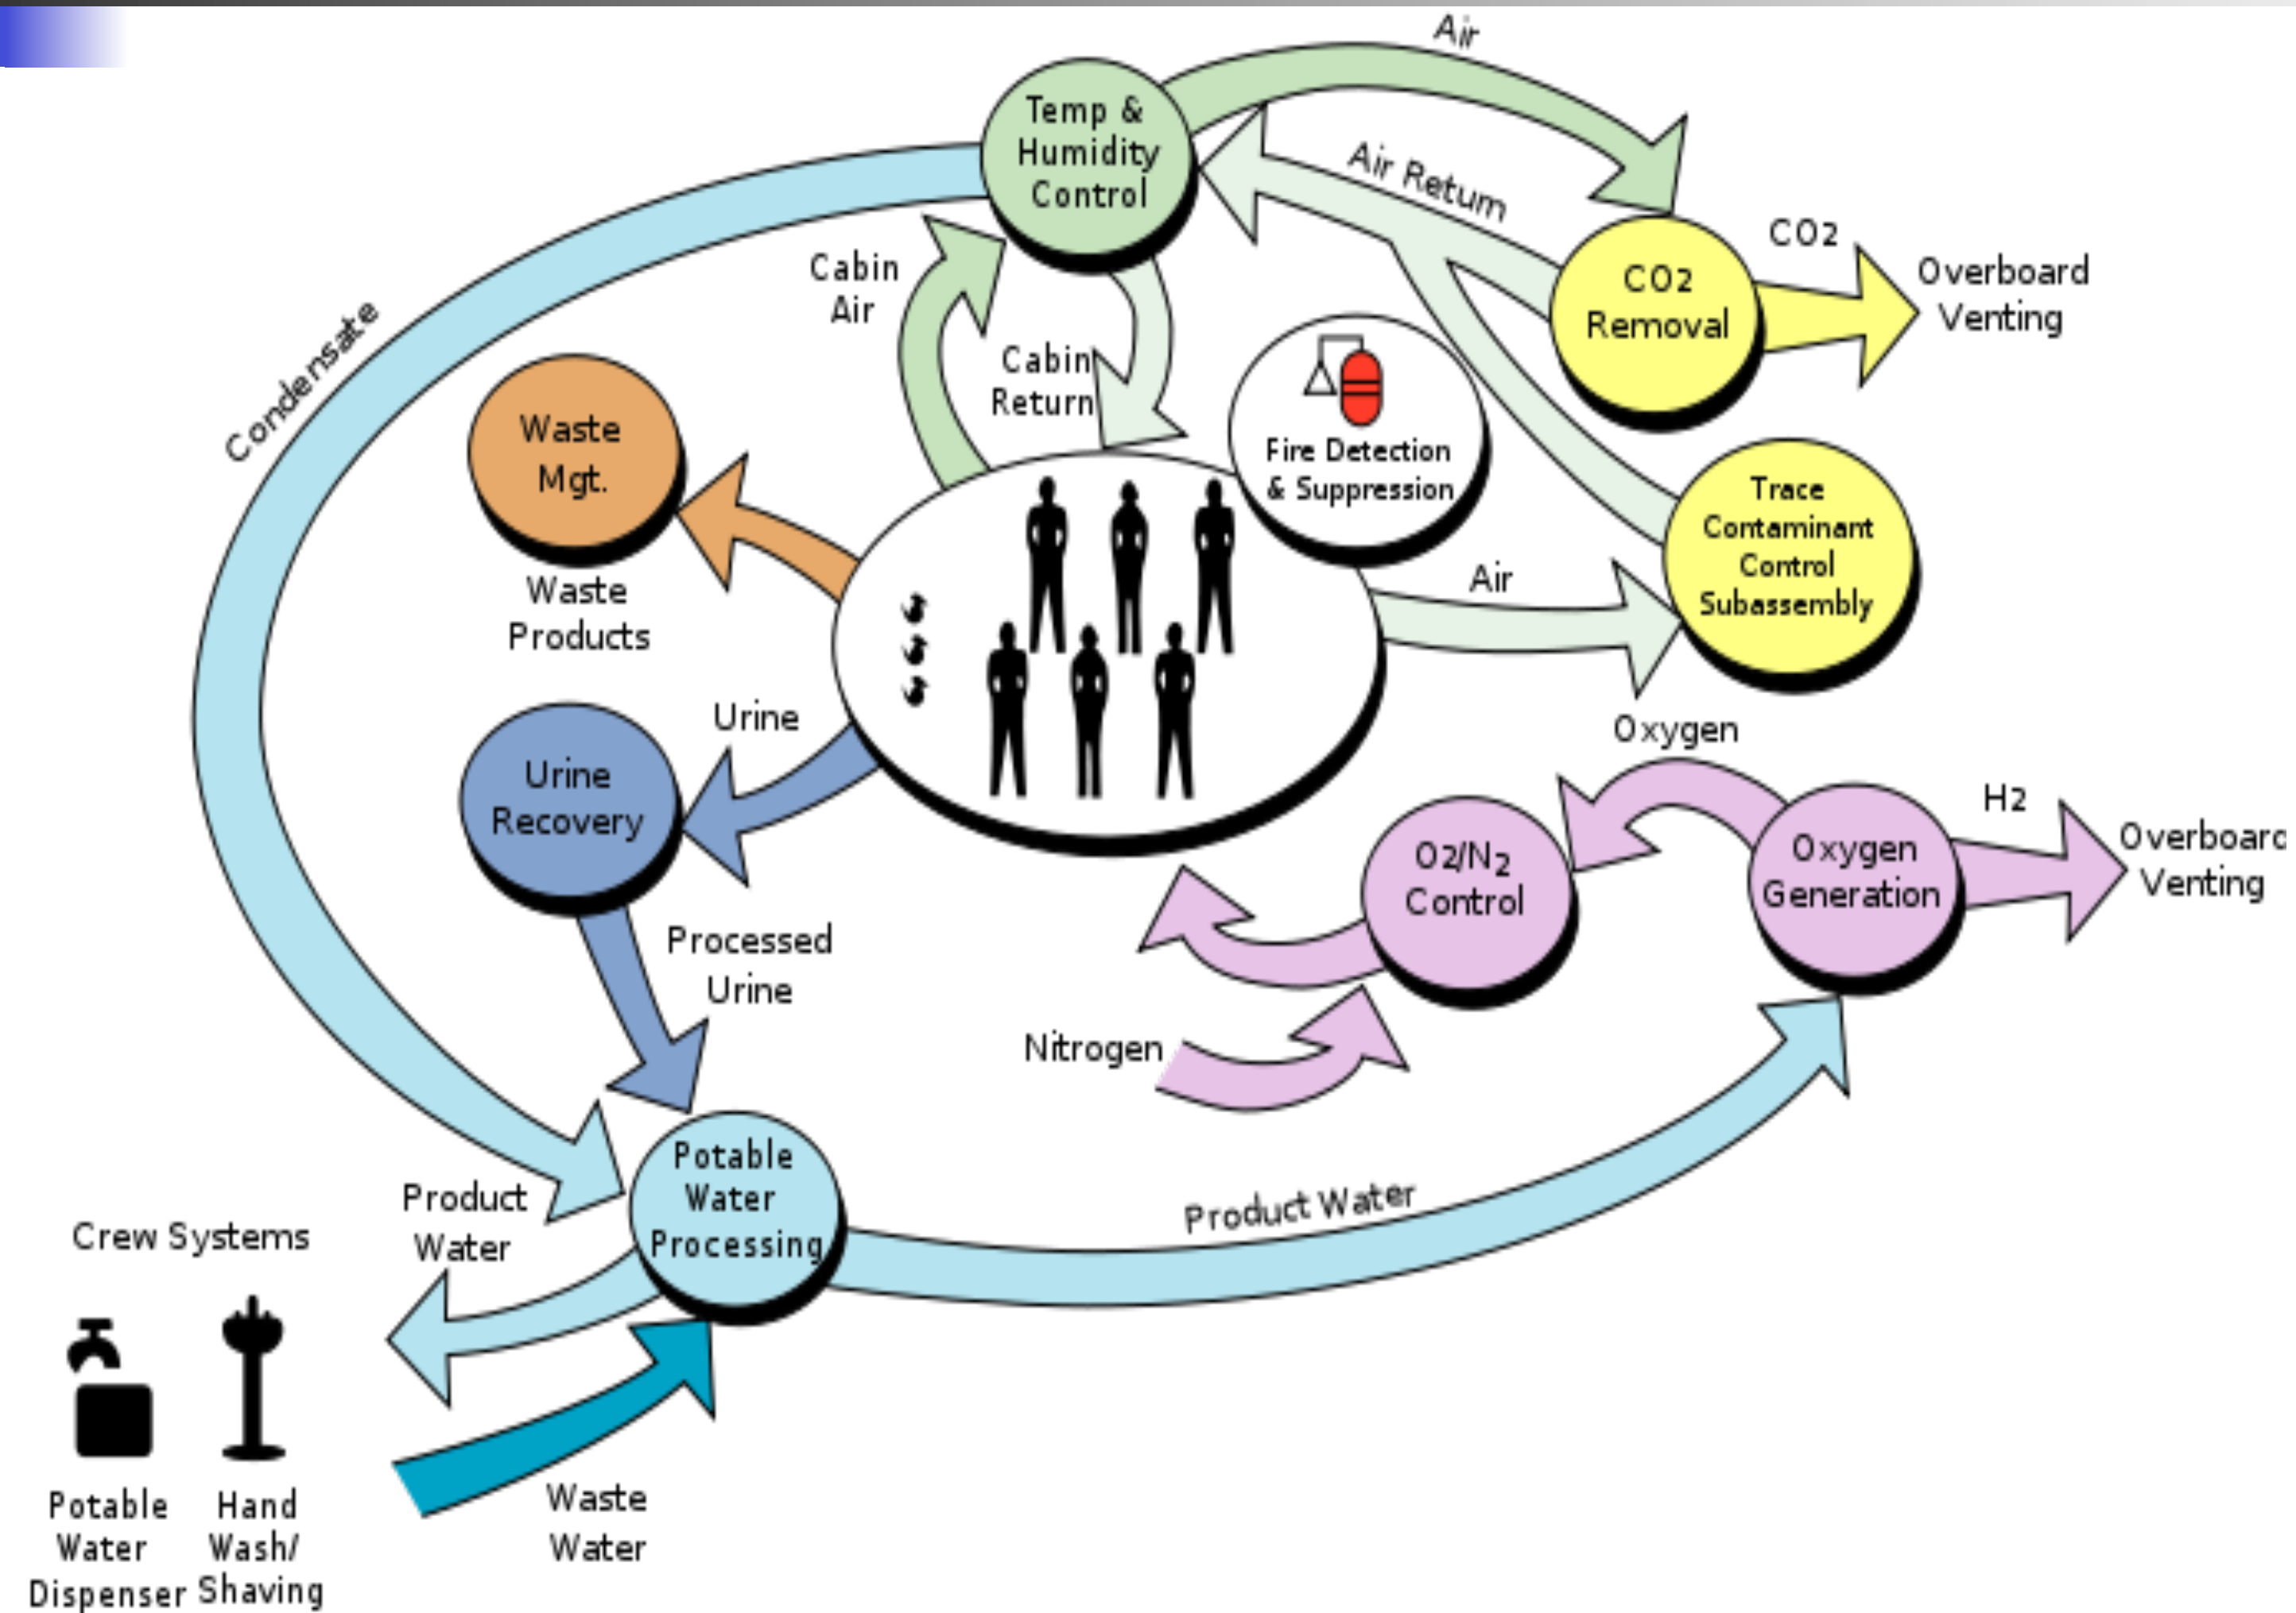 Air
Temp &
Humidity
Control
Air Return
CO2
Removal
CO2
Overboard
Venting
Cabin
Air
Cabin
Return
Condensate
Waste
Mgt.
Waste
Products
Fire Detection
& Suppression
Trace
Contaminant
Control
Subassembly
Air
Urine
Urine
Recovery
Processed
Urine
Oxygen
O2/N2
Control
Oxygen
Generation
H2
Overboard
Venting
Nitrogen
Potable
Water
Processing
Product
Water
Product Water
Crew Systems
Potable
Water
Dispenser
Hand
Wash/
Shaving
Waste
Water